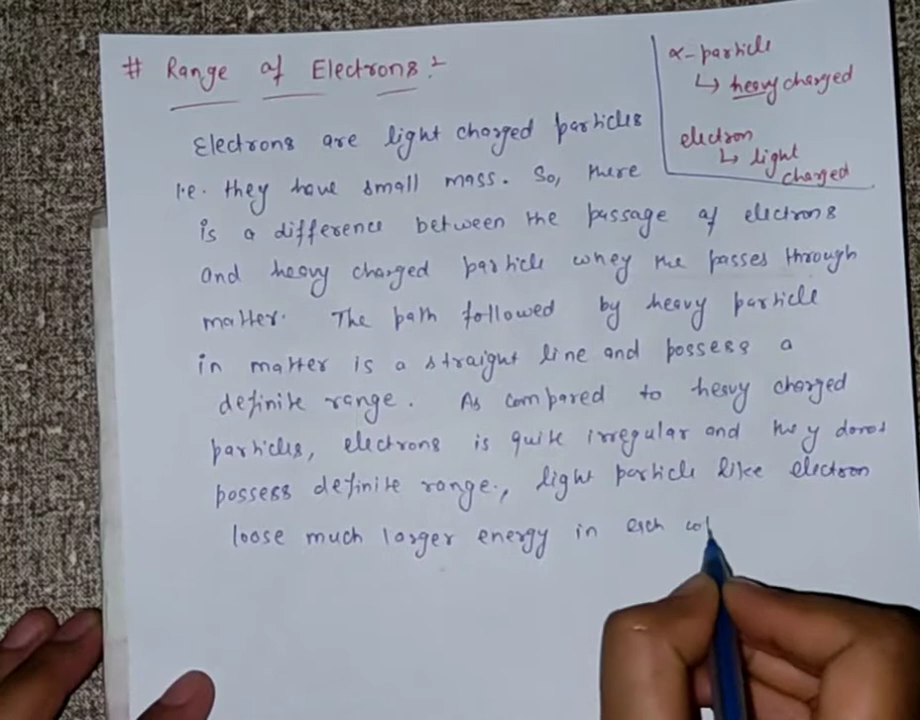 # Range of Electrons :-
α-particle
↳ heavy charged
electron
↳ light
charged
Electrons are light charged particles
i.e. they have small mass. So, there
is a difference between the passage of electrons
and heavy charged particle whey the passes through
matter. The path followed by heavy particle
in matter is a straight line and possess a
definite range. As compared to heavy charged
particles, electrons is quite irregular and they donot
possess definite range., light particle like electron
loose much larger energy in each col